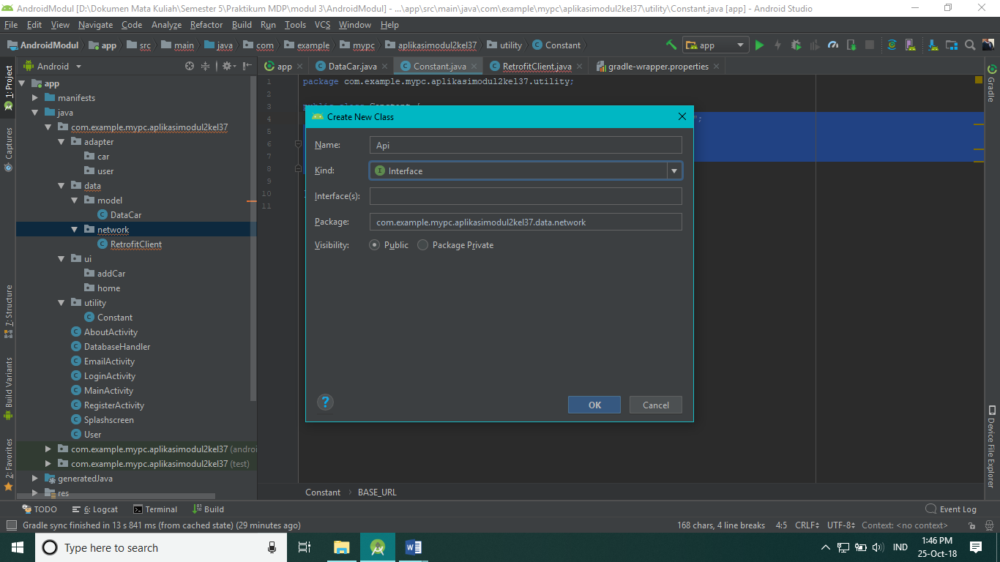 AndroidModul [D:\Dokumen Mata Kuliah\Semester 5\Praktikum MDP\modul 3\AndroidModul] - ...\app\src\main\java\com\example\mypc\aplikasimodul2kel37\utility\Constant.java [app] - Android Studio
File Edit View Navigate Code Analyze Refactor Build Run Tools VCS Window Help
AndroidModul app src main java com example mypc aplikasimodul2kel37 utility Constant app
1: Project
Captures
7: Structure
Build Variants
2: Favorites
Android
app
manifests
java
com.example.mypc.aplikasimodul2kel37
adapter
car
user
data
model
DataCar
network
RetrofitClient
ui
addCar
home
utility
Constant
AboutActivity
DatabaseHandler
EmailActivity
LoginActivity
MainActivity
RegisterActivity
Splashscreen
User
com.example.mypc.aplikasimodul2kel37 (androi
com.example.mypc.aplikasimodul2kel37 (test)
generatedJava
res
app DataCar.java Constant.java RetrofitClient.java gradle-wrapper.properties
1 package com.example.mypc.aplikasimodul2kel37.utility;
2
3 public class Constant {
4 ";
5
6
7
8
9
10
11
Create New Class
Name: Api
Kind: Interface
Interface(s):
Package: com.example.mypc.aplikasimodul2kel37.data.network
Visibility: Public Package Private
? OK Cancel
Constant BASE_URL
Gradle
Device File Explorer
TODO 6: Logcat Terminal Build Event Log
Gradle sync finished in 13 s 841 ms (from cached state) (29 minutes ago) 168 chars, 4 line breaks 4:5 CRLF UTF-8 Context: <no context>
Type here to search IND 1:46 PM
25-Oct-18